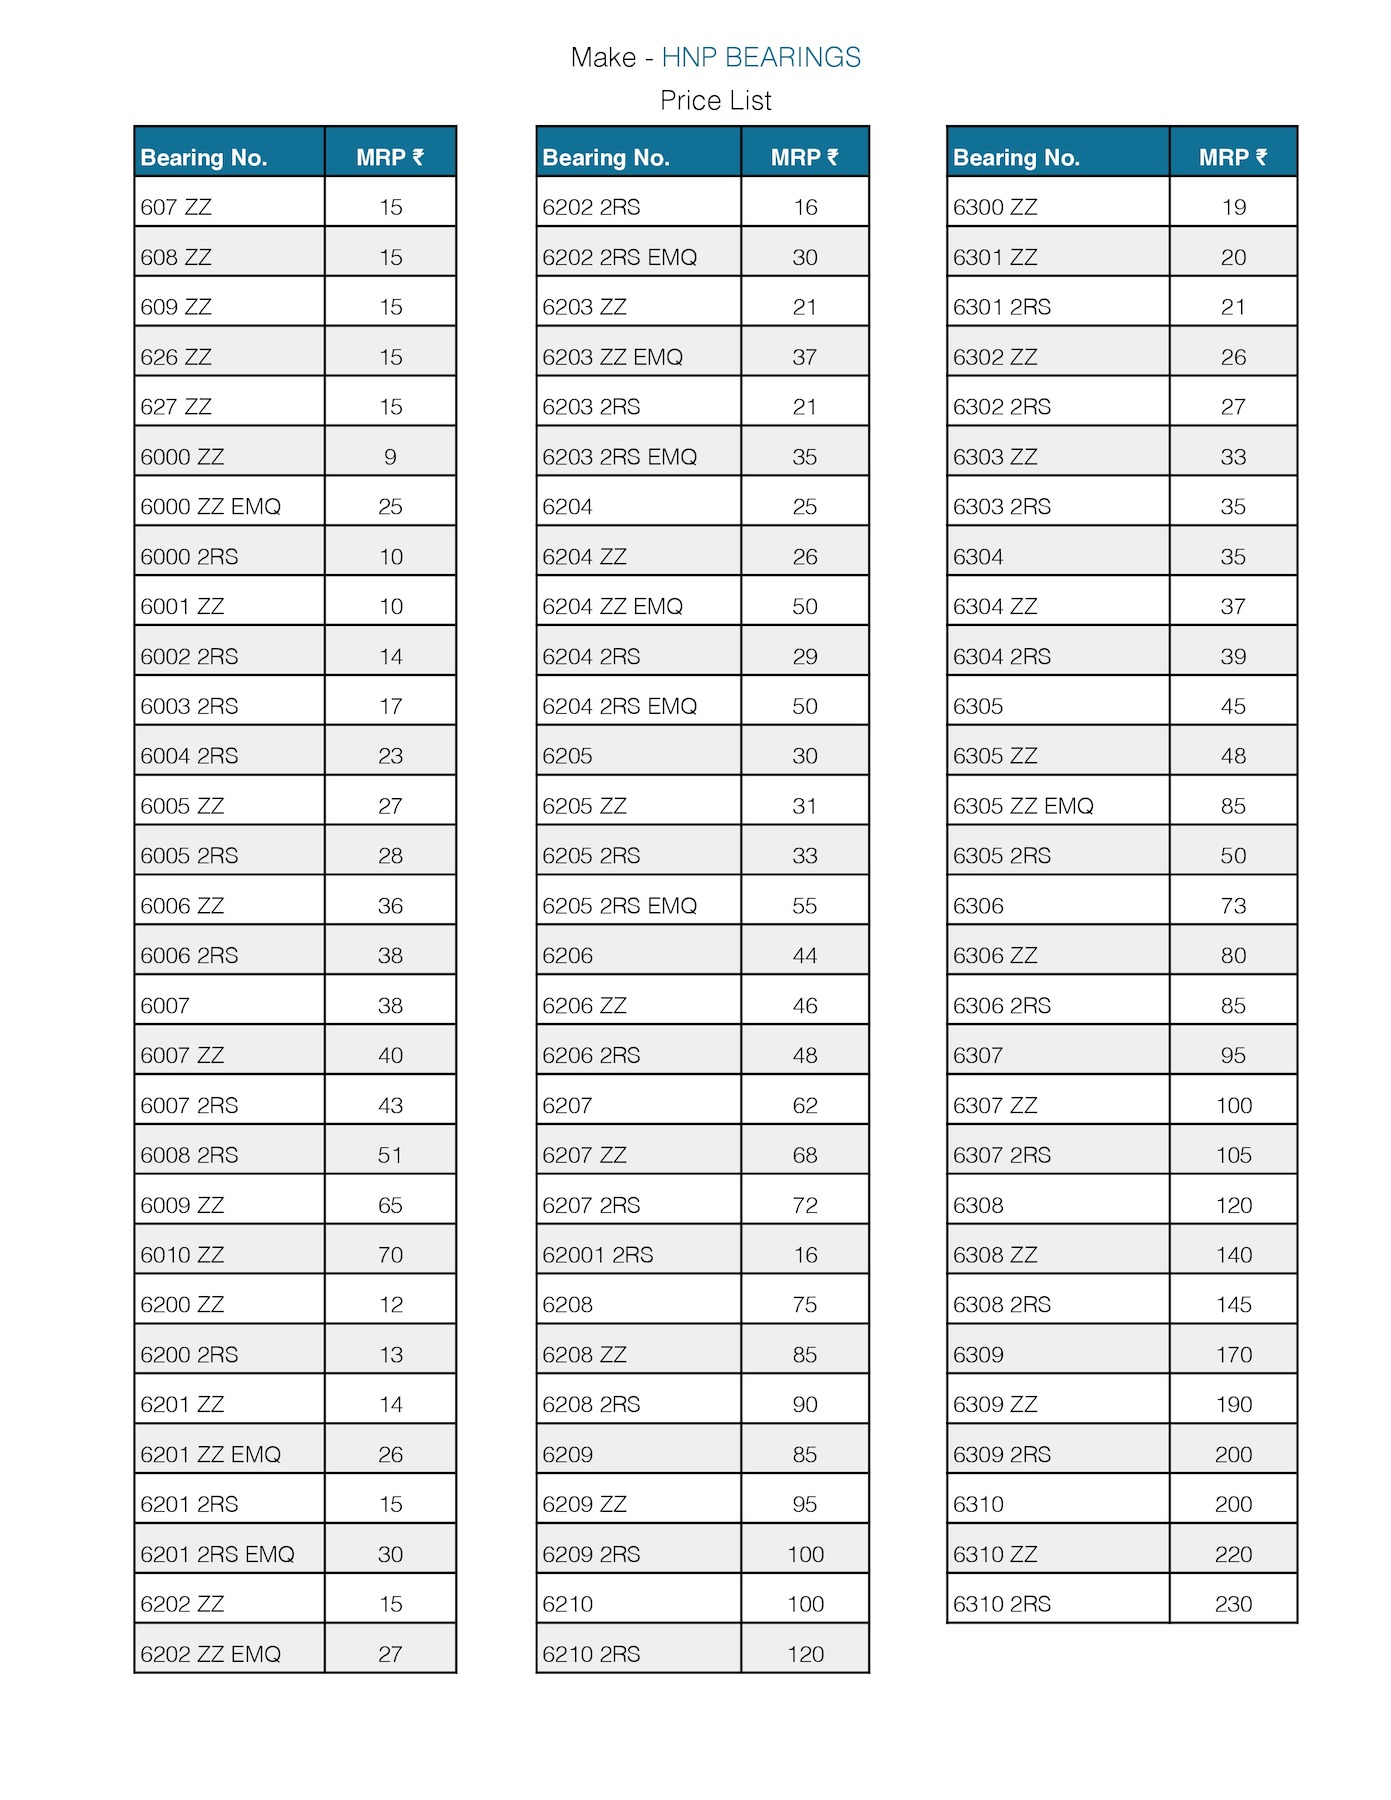 Make - HNP BEARINGS
Price List
Bearing No. MRP ₹
607 ZZ 15
608 ZZ 15
609 ZZ 15
626 ZZ 15
627 ZZ 15
6000 ZZ 9
6000 ZZ EMQ 25
6000 2RS 10
6001 ZZ 10
6002 2RS 14
6003 2RS 17
6004 2RS 23
6005 ZZ 27
6005 2RS 28
6006 ZZ 36
6006 2RS 38
6007 38
6007 ZZ 40
6007 2RS 43
6008 2RS 51
6009 ZZ 65
6010 ZZ 70
6200 ZZ 12
6200 2RS 13
6201 ZZ 14
6201 ZZ EMQ 26
6201 2RS 15
6201 2RS EMQ 30
6202 ZZ 15
6202 ZZ EMQ 27
Bearing No. MRP ₹
6202 2RS 16
6202 2RS EMQ 30
6203 ZZ 21
6203 ZZ EMQ 37
6203 2RS 21
6203 2RS EMQ 35
6204 25
6204 ZZ 26
6204 ZZ EMQ 50
6204 2RS 29
6204 2RS EMQ 50
6205 30
6205 ZZ 31
6205 2RS 33
6205 2RS EMQ 55
6206 44
6206 ZZ 46
6206 2RS 48
6207 62
6207 ZZ 68
6207 2RS 72
62001 2RS 16
6208 75
6208 ZZ 85
6208 2RS 90
6209 85
6209 ZZ 95
6209 2RS 100
6210 100
6210 2RS 120
Bearing No. MRP ₹
6300 ZZ 19
6301 ZZ 20
6301 2RS 21
6302 ZZ 26
6302 2RS 27
6303 ZZ 33
6303 2RS 35
6304 35
6304 ZZ 37
6304 2RS 39
6305 45
6305 ZZ 48
6305 ZZ EMQ 85
6305 2RS 50
6306 73
6306 ZZ 80
6306 2RS 85
6307 95
6307 ZZ 100
6307 2RS 105
6308 120
6308 ZZ 140
6308 2RS 145
6309 170
6309 ZZ 190
6309 2RS 200
6310 200
6310 ZZ 220
6310 2RS 230